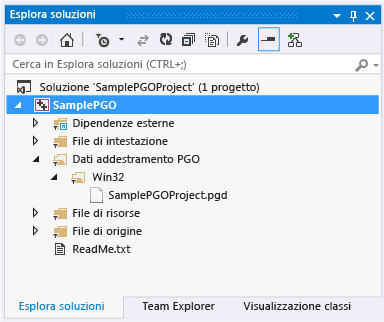 Esplora soluzioni
Cerca in Esplora soluzioni (CTRL+;)
Soluzione 'SamplePGOProject' (1 progetto)
SamplePGO
Dipendenze esterne
File di intestazione
Dati addestramento PGO
Win32
SamplePGOProject.pgd
File di risorse
File di origine
ReadMe.txt
Esplora soluzioni Team Explorer Visualizzazione classi